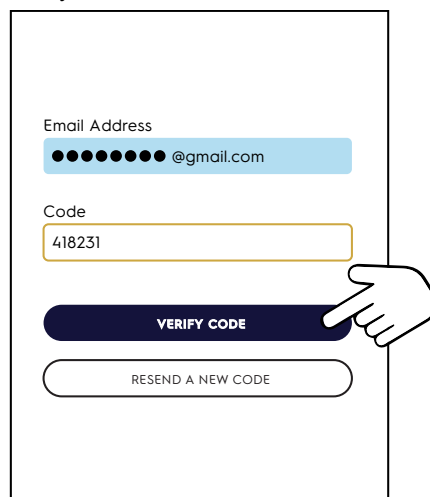 Email Address
●●●●●●●● @gmail.com
Code
418231
VERIFY CODE
RESEND A NEW CODE